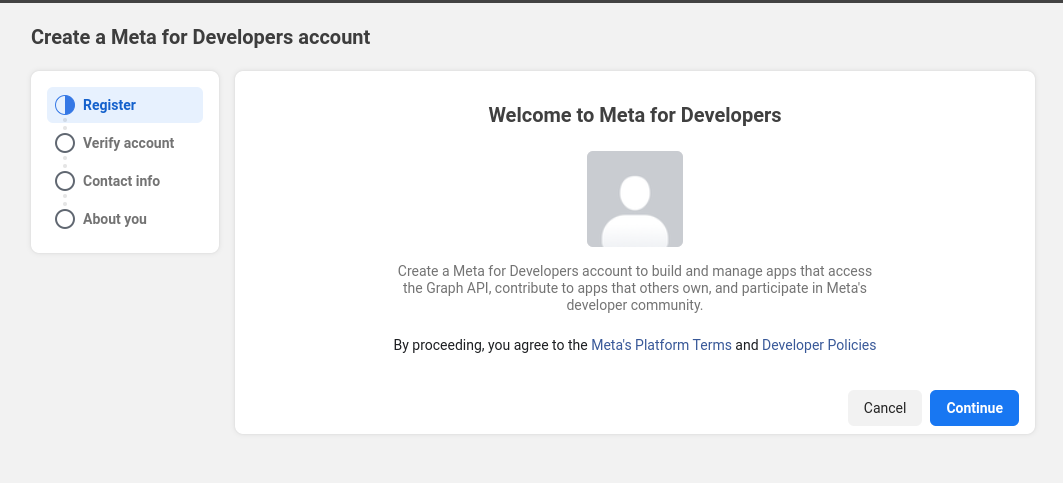 Create a Meta for Developers account
Register
Verify account
Contact info
About you
Welcome to Meta for Developers
Create a Meta for Developers account to build and manage apps that access
the Graph API, contribute to apps that others own, and participate in Meta's
developer community.
By proceeding, you agree to the Meta's Platform Terms and Developer Policies
Cancel
Continue